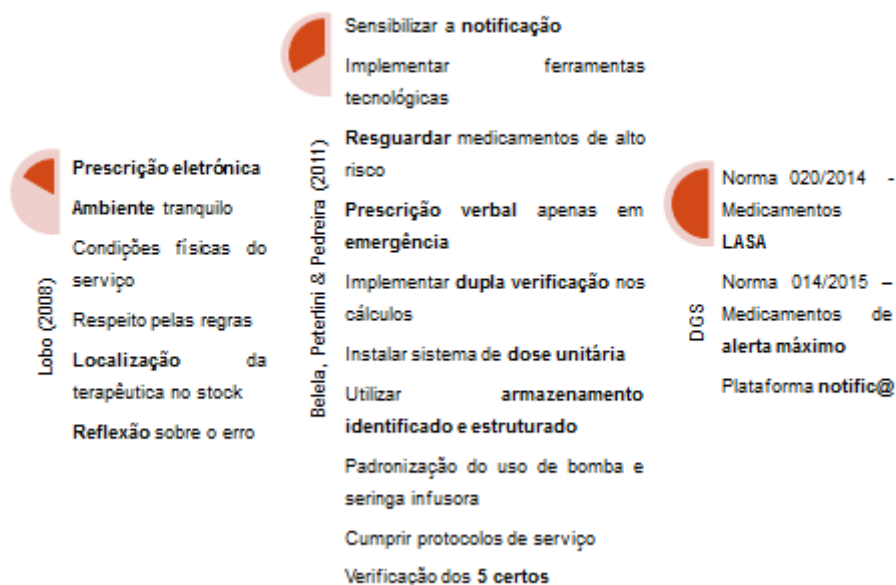 Lobo (2008)
Prescrição eletrónica
Ambiente tranquilo
Condições físicas do
serviço
Respeito pelas regras
Localização da
terapêutica no stock
Reflexão sobre o erro
Belela, Peterlini & Pedreira (2011)
Sensibilizar a notificação
Implementar ferramentas
tecnológicas
Resguardar medicamentos de alto
risco
Prescrição verbal apenas em
emergência
Implementar dupla verificação nos
cálculos
Instalar sistema de dose unitária
Utilizar armazenamento
identificado e estruturado
Padronização do uso de bomba e
seringa infusora
Cumprir protocolos de serviço
Verificação dos 5 certos
DGS
Norma 020/2014 -
Medicamentos
LASA
Norma 014/2015 –
Medicamentos de
alerta máximo
Plataforma notific@